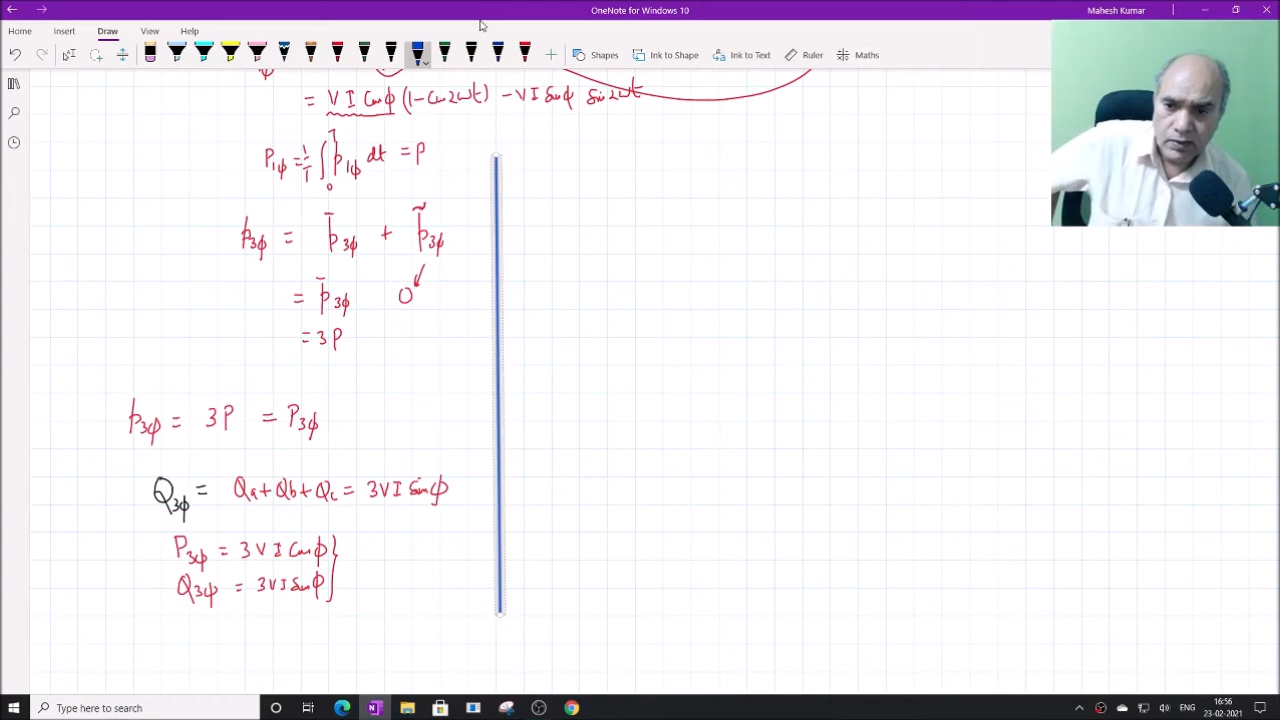 OneNote for Windows 10
Mahesh Kumar
Home Insert Draw View Help
Shapes Ink to Shape Ink to Text Ruler Maths
= V I Cosφ (1-Cos2ωt) - V I Sinφ Sin2ωt
P1φ = 1/T ∫0^T p1φ dt = P
p3φ = p̄3φ + p̃3φ
= p̄3φ 0
= 3P
p3φ = 3P = P3φ
Q3φ = Qa + Qb + Qc = 3VI Sinφ
P3φ = 3VI Cosφ
Q3φ = 3VI Sinφ
Type here to search
ENG
16:56
23-02-2021